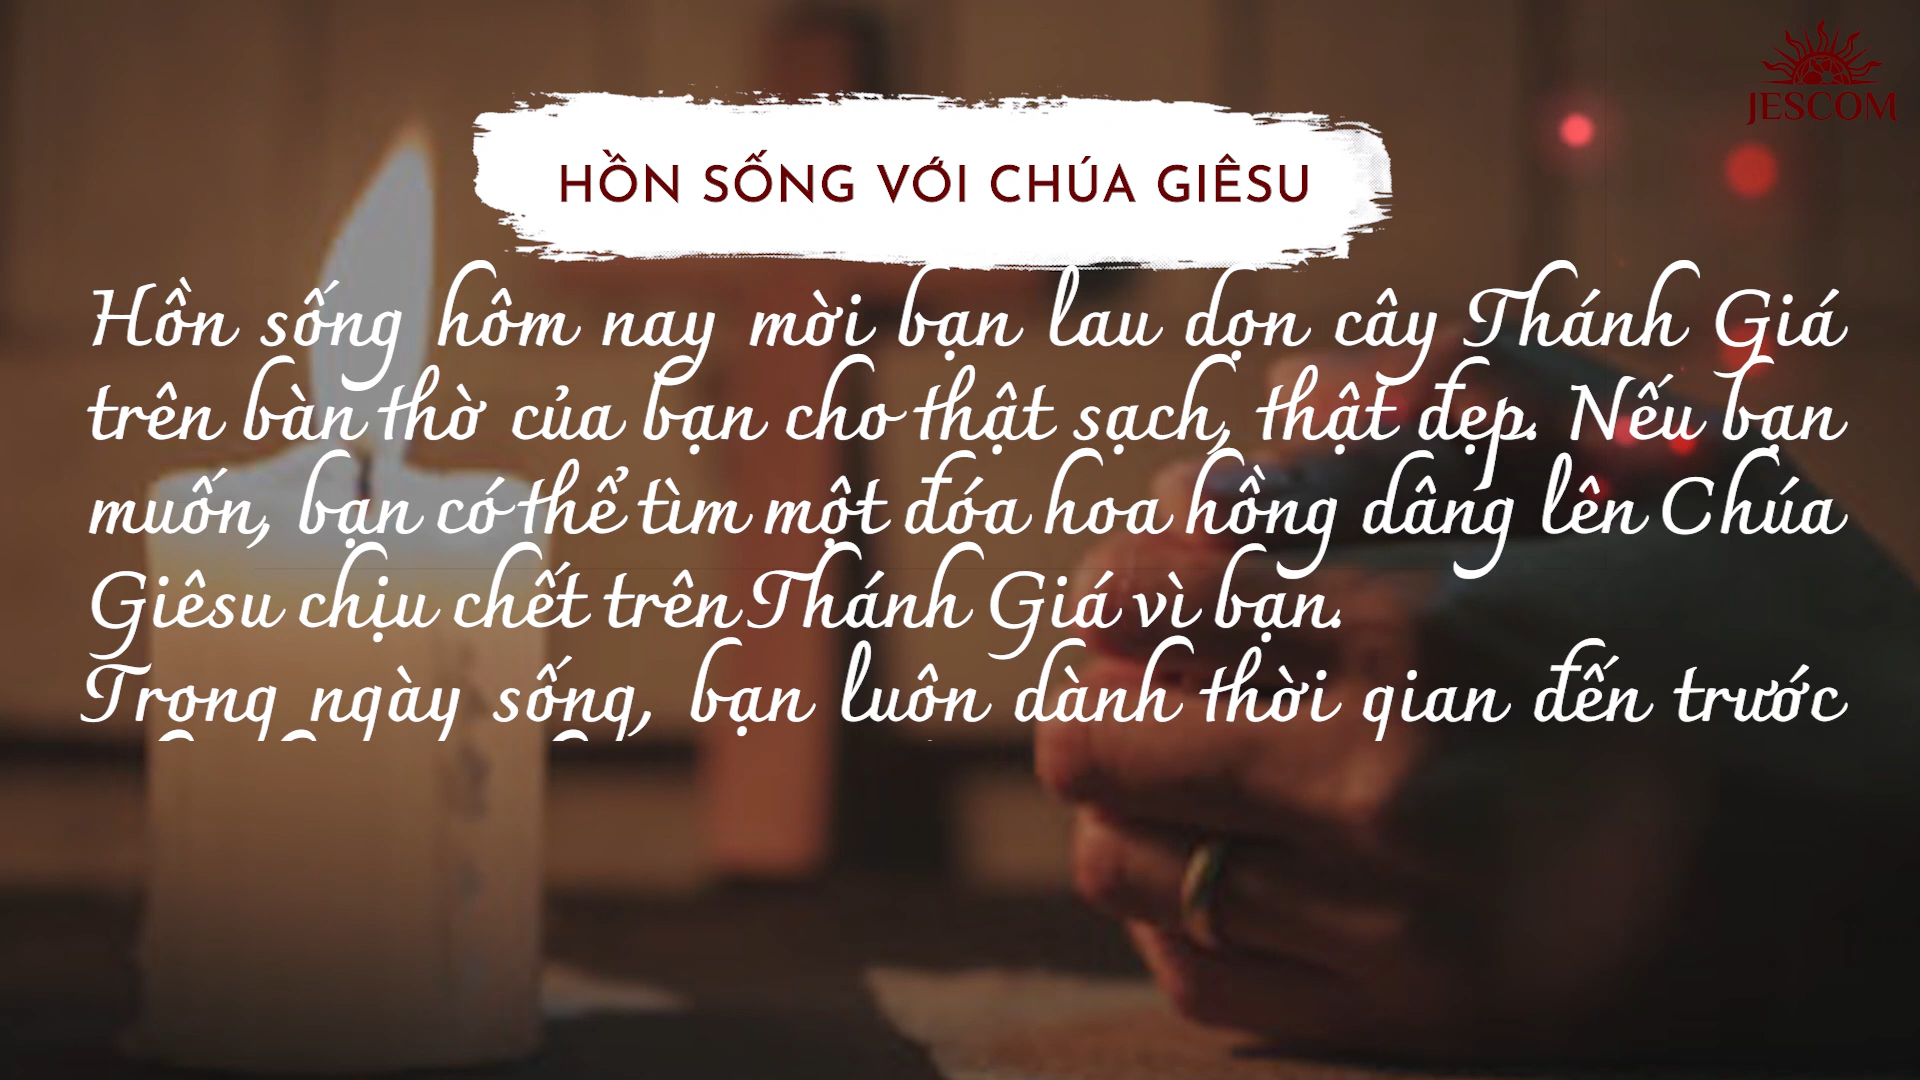 JESCOM
HỒN SỐNG VỚI CHÚA GIÊSU
Hồn sống hôm nay mời bạn lau dọn cây Thánh Giá
trên bàn thờ của bạn cho thật sạch, thật đẹp. Nếu bạn
muốn, bạn có thể tìm một đóa hoa hồng dâng lên Chúa
Giêsu chịu chết trên Thánh Giá vì bạn.
Trong ngày sống, bạn luôn dành thời gian đến trước